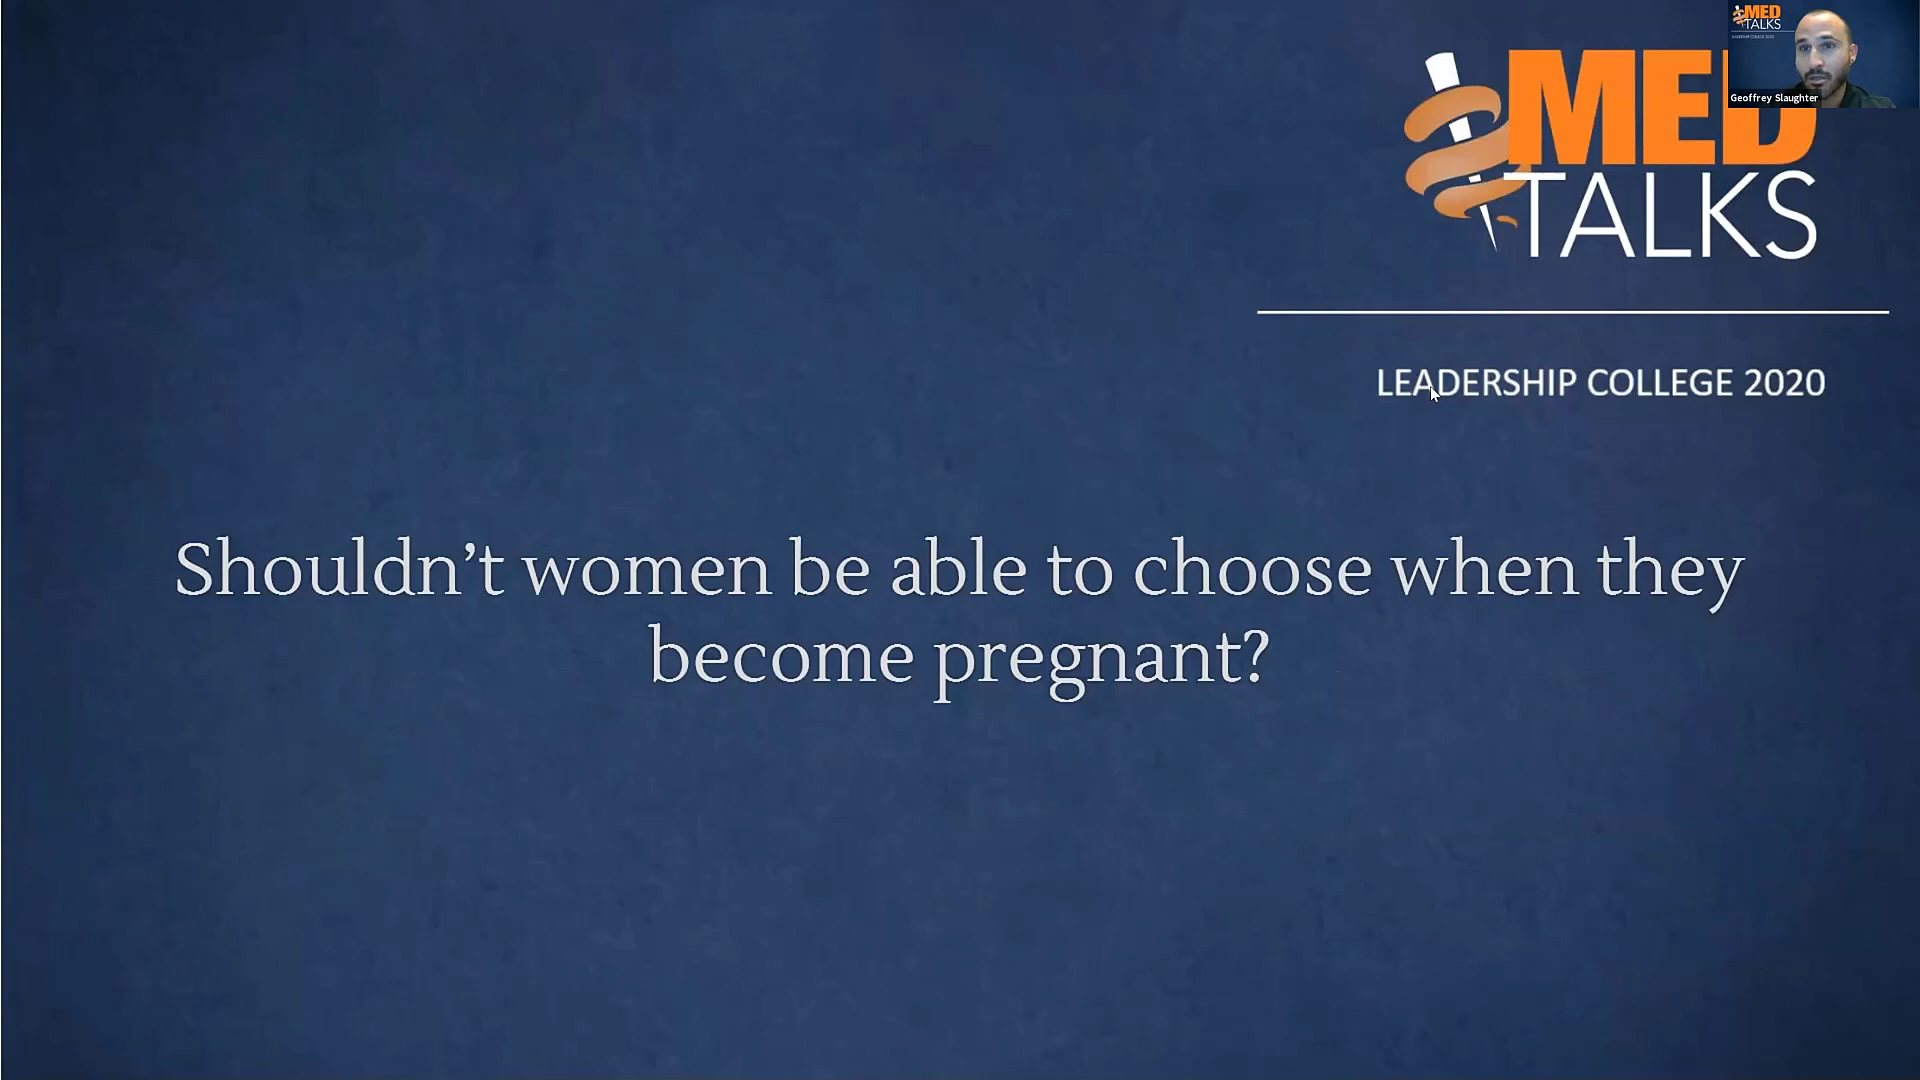 MED
TALKS
MED
TALKS
Geoffrey Slaughter
LEADERSHIP COLLEGE 2020
Shouldn’t women be able to choose when they
become pregnant?